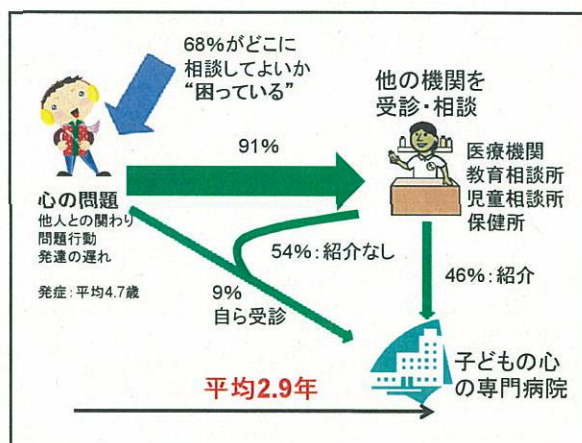 68%がどこに
相談してよいか
“困っている”
他の機関を
受診・相談
91%
医療機関
教育相談所
児童相談所
保健所
心の問題
他人との関わり
問題行動
発達の遅れ
発症：平均4.7歳
54%：紹介なし
46%：紹介
9%
自ら受診
子どもの心
の専門病院
平均2.9年